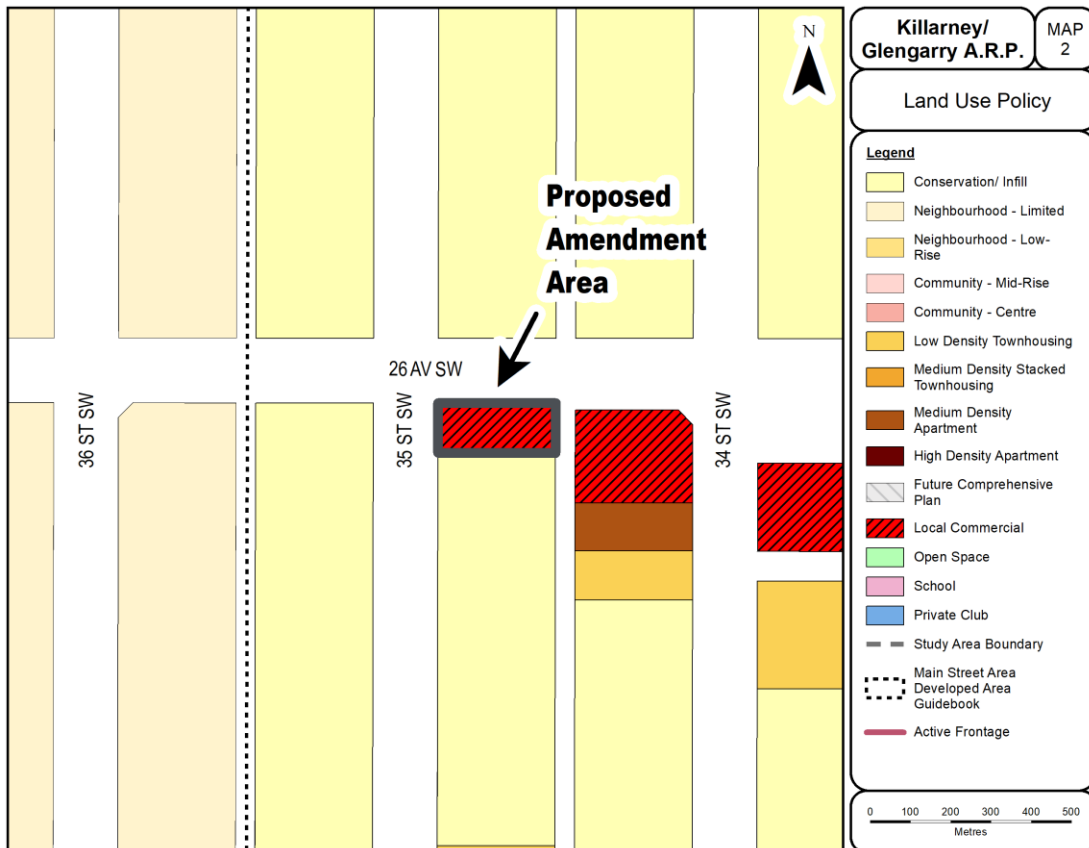 Killarney/
Glengarry A.R.P.
MAP
2
Land Use Policy
N
Proposed
Amendment
Area
26 AV SW
36 ST SW
35 ST SW
34 ST SW
Legend
Conservation/ Infill
Neighbourhood - Limited
Neighbourhood - Low-
Rise
Community - Mid-Rise
Community - Centre
Low Density Townhousing
Medium Density Stacked
Townhousing
Medium Density
Apartment
High Density Apartment
Future Comprehensive
Plan
Local Commercial
Open Space
School
Private Club
Study Area Boundary
Main Street Area
Developed Area
Guidebook
Active Frontage
0 100 200 300 400 500
Metres